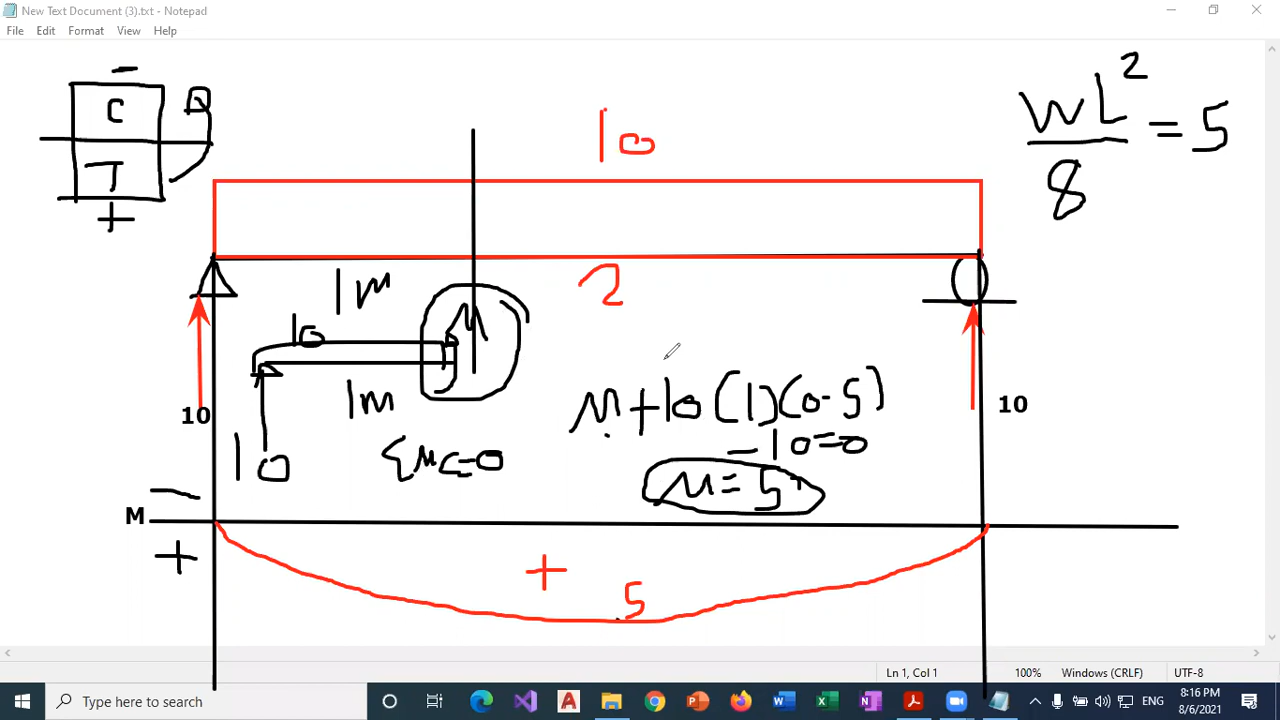 New Text Document (3).txt - Notepad
File Edit Format View Help
-
C
T
+
10
wL²
8
= 5
2
1m
10
M
1m
10
10
10
M+10(1)(0.5)
-10=0
ΣMc=0
M=5
-
M
+
+
5
Ln 1, Col 1 100% Windows (CRLF) UTF-8
Type here to search
ENG
8:16 PM
8/6/2021